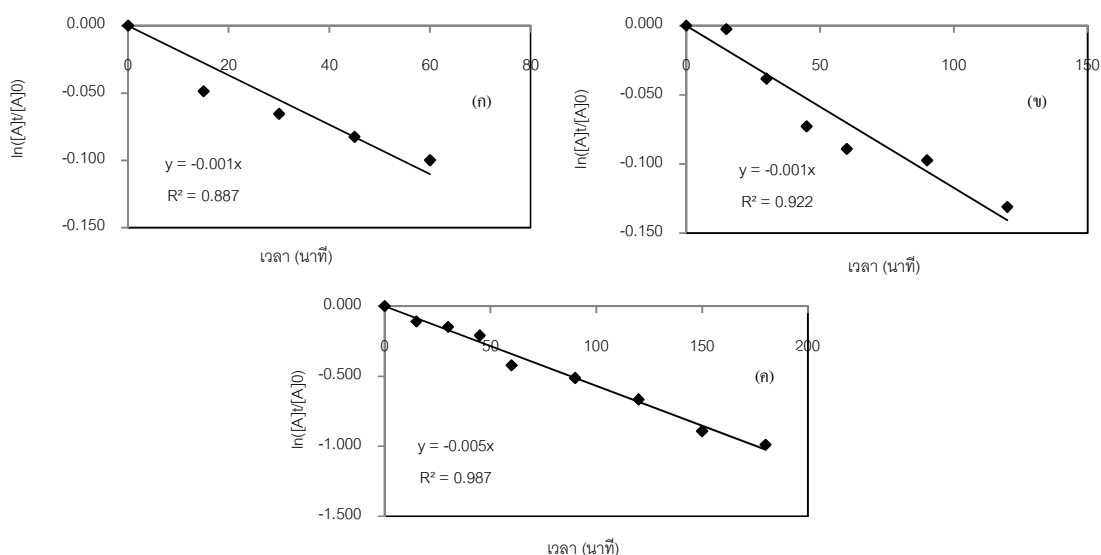 0.000
-0.050
-0.100
-0.150
0 20 40 60 80
ln([A]t/[A]0)
(ก)
y = -0.001x
R² = 0.887
เวลา (นาที)
0.000
-0.050
-0.100
-0.150
0 50 100 150
ln([A]t/[A]0)
(ข)
y = -0.001x
R² = 0.922
เวลา (นาที)
0.000
-0.500
-1.000
-1.500
0 50 100 150 200
ln([A]t/[A]0)
(ค)
y = -0.005x
R² = 0.987
เวลา (นาที)